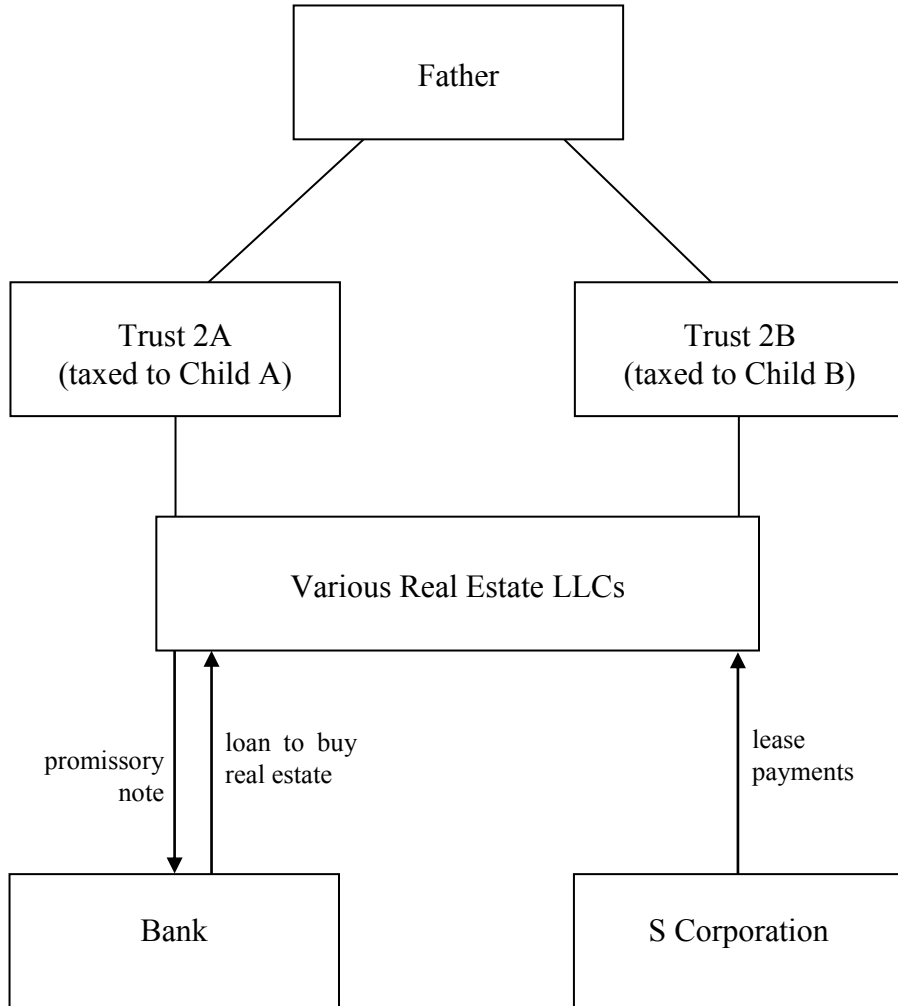 Father
Trust 2A
(taxed to Child A)
Trust 2B
(taxed to Child B)
Various Real Estate LLCs
promissory
note
loan to buy
real estate
lease
payments
Bank
S Corporation